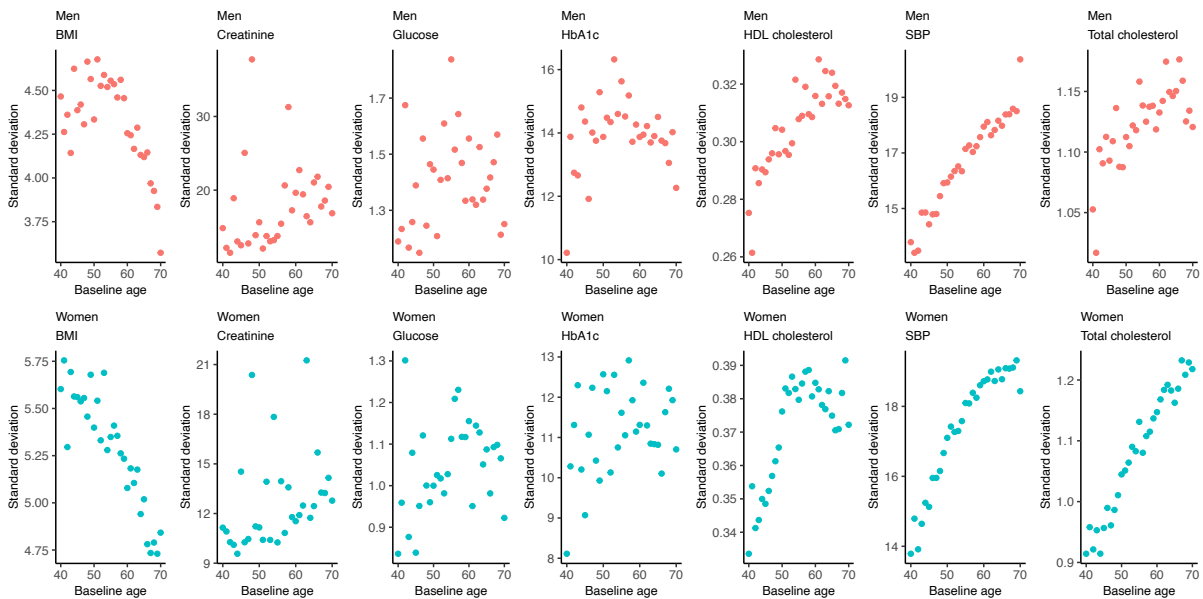 Men
BMI
Standard deviation
4.50
4.25
4.00
3.75
40 50 60 70
Baseline age
Men
Creatinine
Standard deviation
30
20
40 50 60 70
Baseline age
Men
Glucose
Standard deviation
1.7
1.5
1.3
40 50 60 70
Baseline age
Men
HbA1c
Standard deviation
16
14
12
10
40 50 60 70
Baseline age
Men
HDL cholesterol
Standard deviation
0.32
0.30
0.28
0.26
40 50 60 70
Baseline age
Men
SBP
Standard deviation
19
17
15
40 50 60 70
Baseline age
Men
Total cholesterol
Standard deviation
1.15
1.10
1.05
40 50 60 70
Baseline age
Women
BMI
Standard deviation
5.75
5.50
5.25
5.00
4.75
40 50 60 70
Baseline age
Women
Creatinine
Standard deviation
21
18
15
12
9
40 50 60 70
Baseline age
Women
Glucose
Standard deviation
1.3
1.2
1.1
1.0
0.9
40 50 60 70
Baseline age
Women
HbA1c
Standard deviation
13
12
11
10
9
8
40 50 60 70
Baseline age
Women
HDL cholesterol
Standard deviation
0.39
0.38
0.37
0.36
0.35
0.34
40 50 60 70
Baseline age
Women
SBP
Standard deviation
18
16
14
40 50 60 70
Baseline age
Women
Total cholesterol
Standard deviation
1.2
1.1
1.0
0.9
40 50 60 70
Baseline age